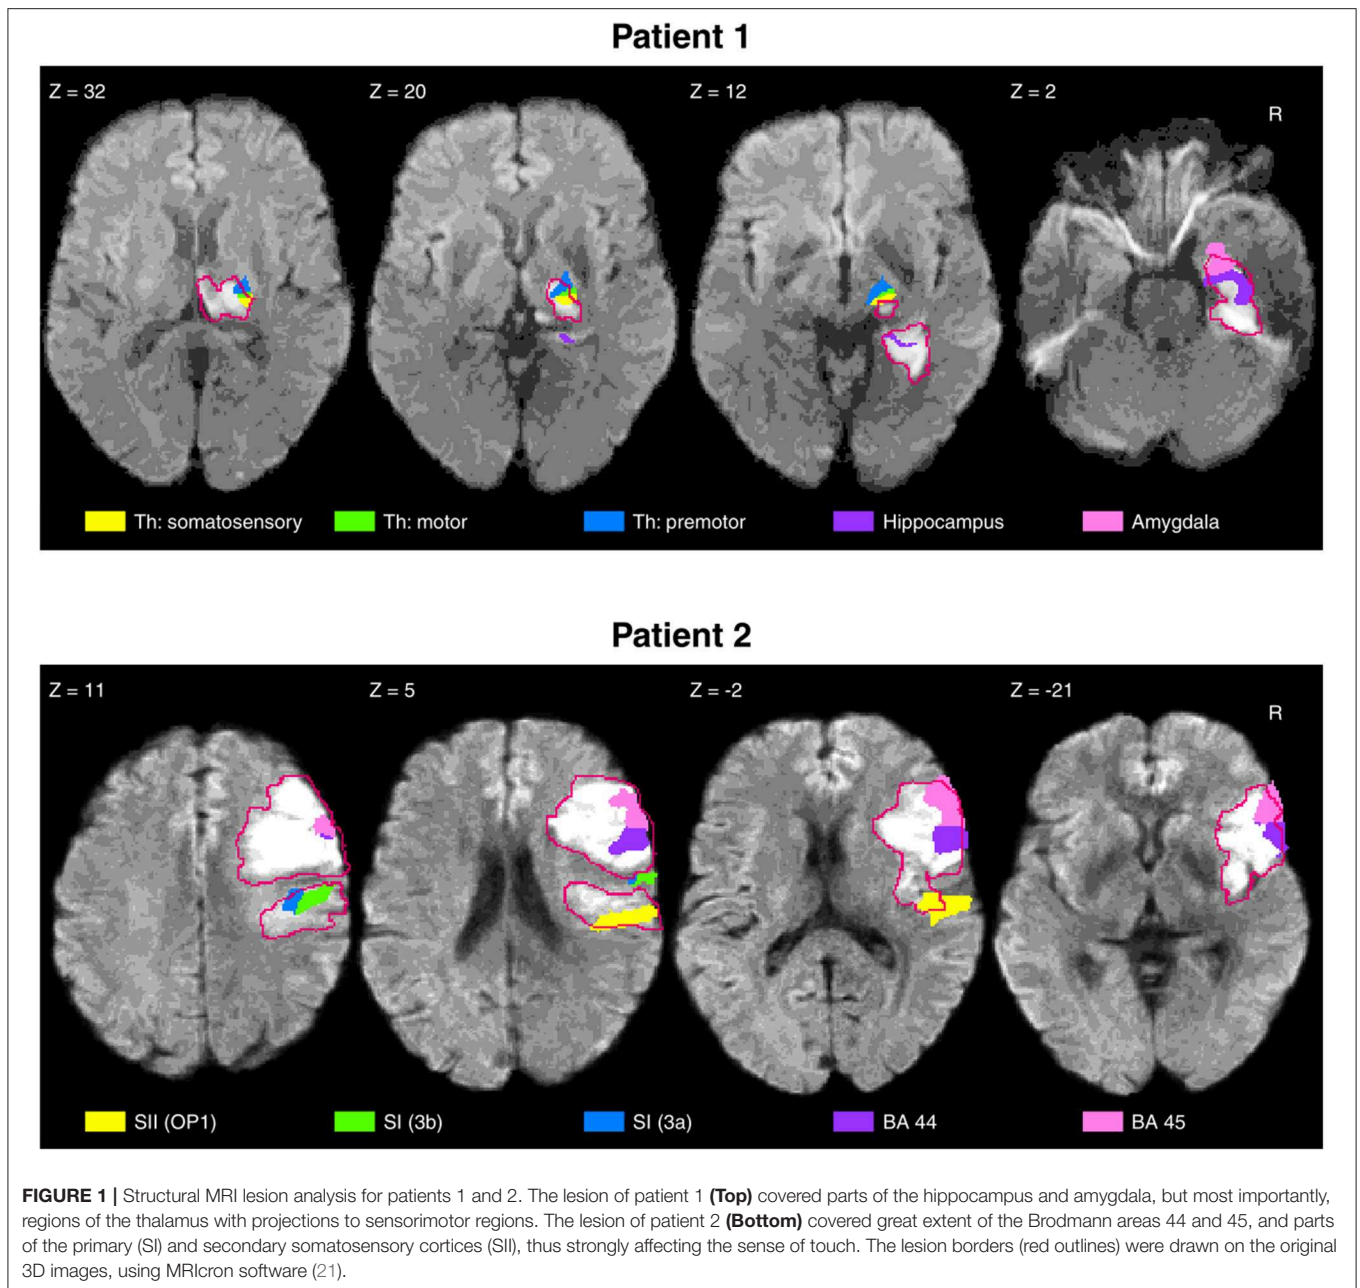 Patient 1
Z = 32
Z = 20
Z = 12
Z = 2
R
Th: somatosensory
Th: motor
Th: premotor
Hippocampus
Amygdala
Patient 2
Z = 11
Z = 5
Z = -2
Z = -21
R
SII (OP1)
SI (3b)
SI (3a)
BA 44
BA 45
FIGURE 1 | Structural MRI lesion analysis for patients 1 and 2. The lesion of patient 1 (Top) covered parts of the hippocampus and amygdala, but most importantly,
regions of the thalamus with projections to sensorimotor regions. The lesion of patient 2 (Bottom) covered great extent of the Brodmann areas 44 and 45, and parts
of the primary (SI) and secondary somatosensory cortices (SII), thus strongly affecting the sense of touch. The lesion borders (red outlines) were drawn on the original
3D images, using MRIcron software (21).